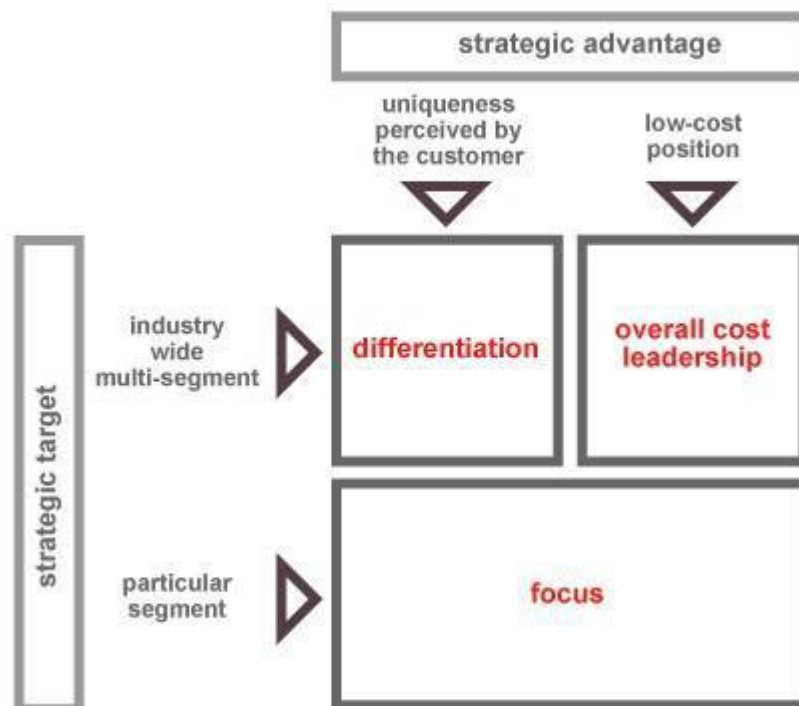 strategic advantage
uniqueness
perceived by
the customer
low-cost
position
strategic target
industry
wide
multi-segment
differentiation
overall cost
leadership
particular
segment
focus